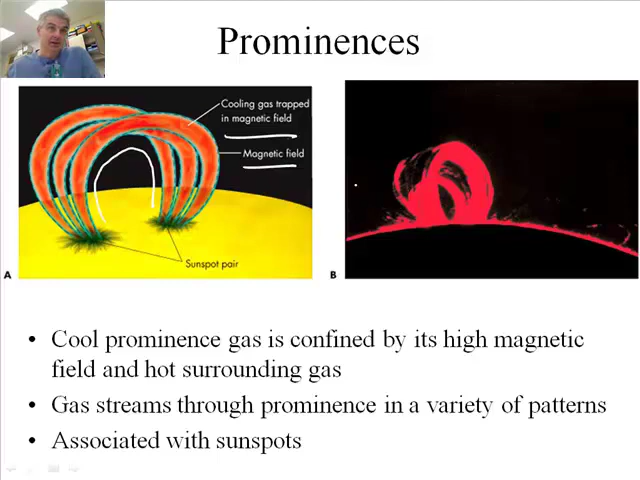 Prominences
Cooling gas trapped
in magnetic field
Magnetic field
Sunspot pair
A
B
• Cool prominence gas is confined by its high magnetic
field and hot surrounding gas
• Gas streams through prominence in a variety of patterns
• Associated with sunspots